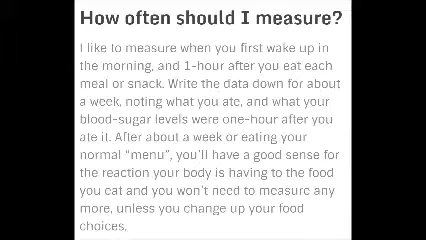 How often should I measure?
I like to measure when you first wake up in
the morning, and 1-hour after you eat each
meal or snack. Write the data down for about
a week, noting what you ate, and what your
blood-sugar levels were one-hour after you
ate it. After about a week or eating your
normal “menu”, you’ll have a good sense for
the reaction your body is having to the food
you eat and you won’t need to measure any
more, unless you change up your food
choices.